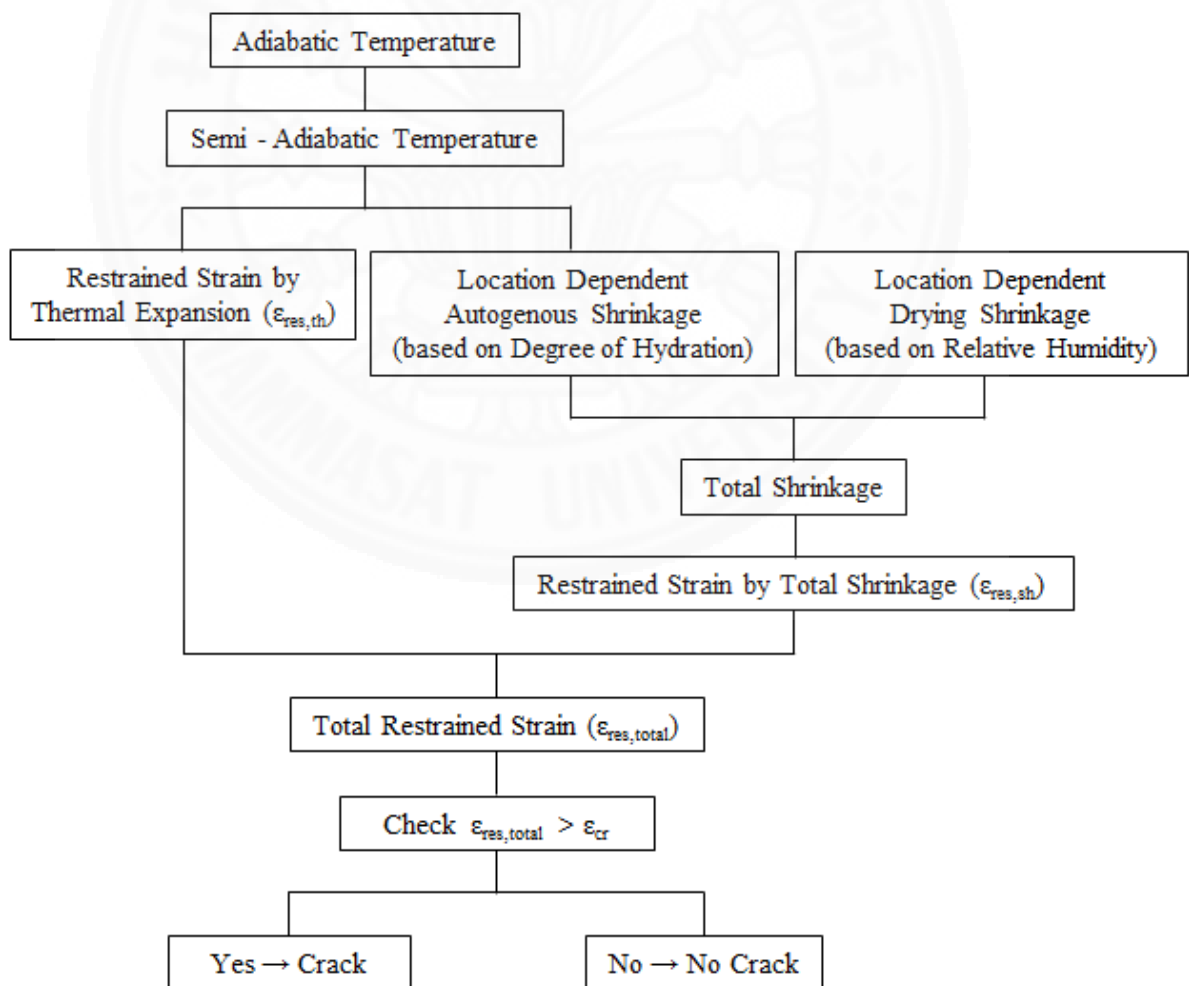 Adiabatic Temperature
Semi - Adiabatic Temperature
Restrained Strain by
Thermal Expansion (εres,th)
Location Dependent
Autogenous Shrinkage
(based on Degree of Hydration)
Location Dependent
Drying Shrinkage
(based on Relative Humidity)
Total Shrinkage
Restrained Strain by Total Shrinkage (εres,sh)
Total Restrained Strain (εres,total)
Check εres,total > εcr
Yes → Crack
No → No Crack
THAMMASAT UNIVERSITY